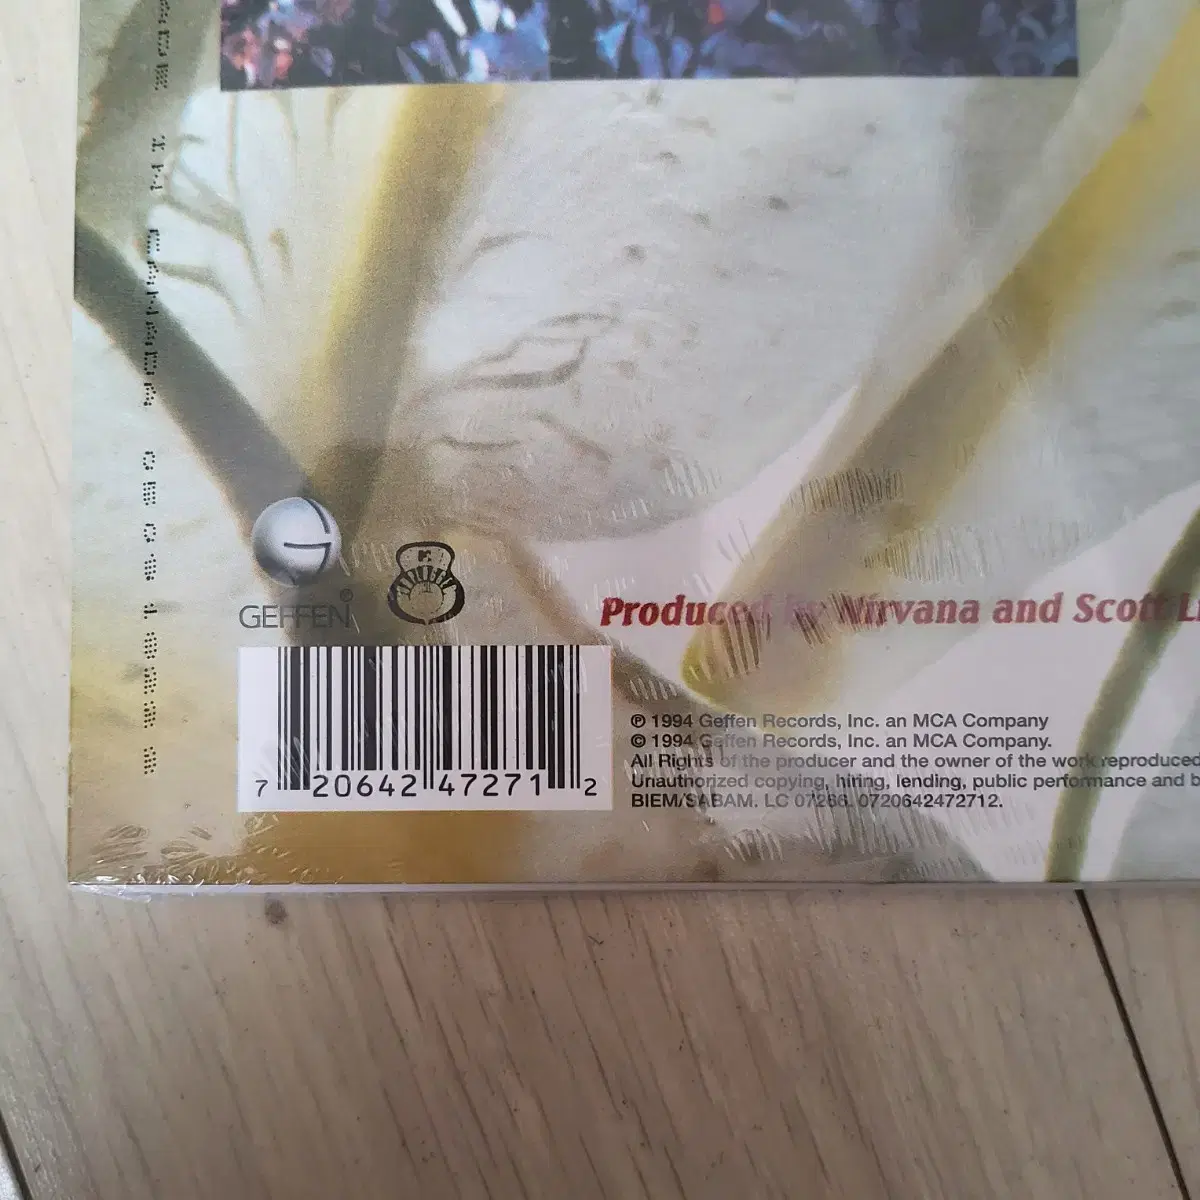 GEFFEN®
Produced by Nirvana and Scott Li
℗ 1994 Geffen Records, Inc. an MCA Company
© 1994 Geffen Records, Inc. an MCA Company.
All Rights of the producer and the owner of the work reproduced
Unauthorized copying, hiring, lending, public performance and b
BIEM/SABAM. LC 07266. 0720642472712.
7 20642 47271 2